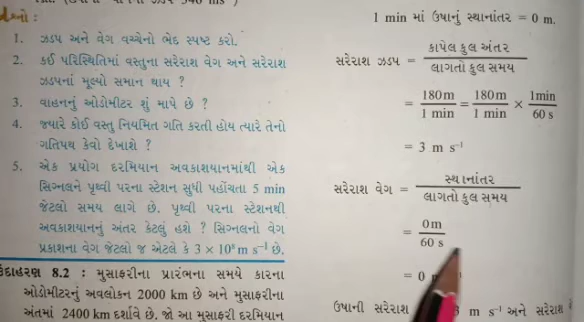 પ્રશ્નો :
1. ઝડપ અને વેગ વચ્ચેનો ભેદ સ્પષ્ટ કરો.
2. કઈ પરિસ્થિતિમાં વસ્તુના સરેરાશ વેગ અને સરેરાશ
ઝડપનાં મૂલ્યો સમાન થાય ?
3. વાહનનું ઓડોમીટર શું માપે છે ?
4. જ્યારે કોઈ વસ્તુ નિયમિત ગતિ કરતી હોય ત્યારે તેનો
ગતિપથ કેવો દેખાશે ?
5. એક પ્રયોગ દરમિયાન અવકાશયાનમાંથી એક
સિગ્નલને પૃથ્વી પરના સ્ટેશન સુધી પહોંચતા 5 min
જેટલો સમય લાગે છે. પૃથ્વી પરના સ્ટેશનથી
અવકાશયાનનું અંતર કેટલું હશે ? સિગ્નલનો વેગ
પ્રકાશના વેગ જેટલો જ એટલે કે 3 × 10⁸ m s⁻¹ છે.
ઉદાહરણ 8.2 : મુસાફરીના પ્રારંભના સમયે કારના
ઓડોમીટરનું અવલોકન 2000 km છે અને મુસાફરીના
અંતમાં 2400 km દર્શાવે છે. જો આ મુસાફરી દરમિયાન
1 min માં ઉષાનું સ્થાનાંતર = 0 m.
સરેરાશ ઝડપ = કાપેલ કુલ અંતર / લાગતો કુલ સમય
= 180m / 1 min = 180m / 1 min × 1min / 60 s
= 3 m s⁻¹
સરેરાશ વેગ = સ્થાનાંતર / લાગતો કુલ સમય
= 0m / 60 s
= 0
ઉષાની સરેરાશ 3 m s⁻¹ અને સરેરાશ